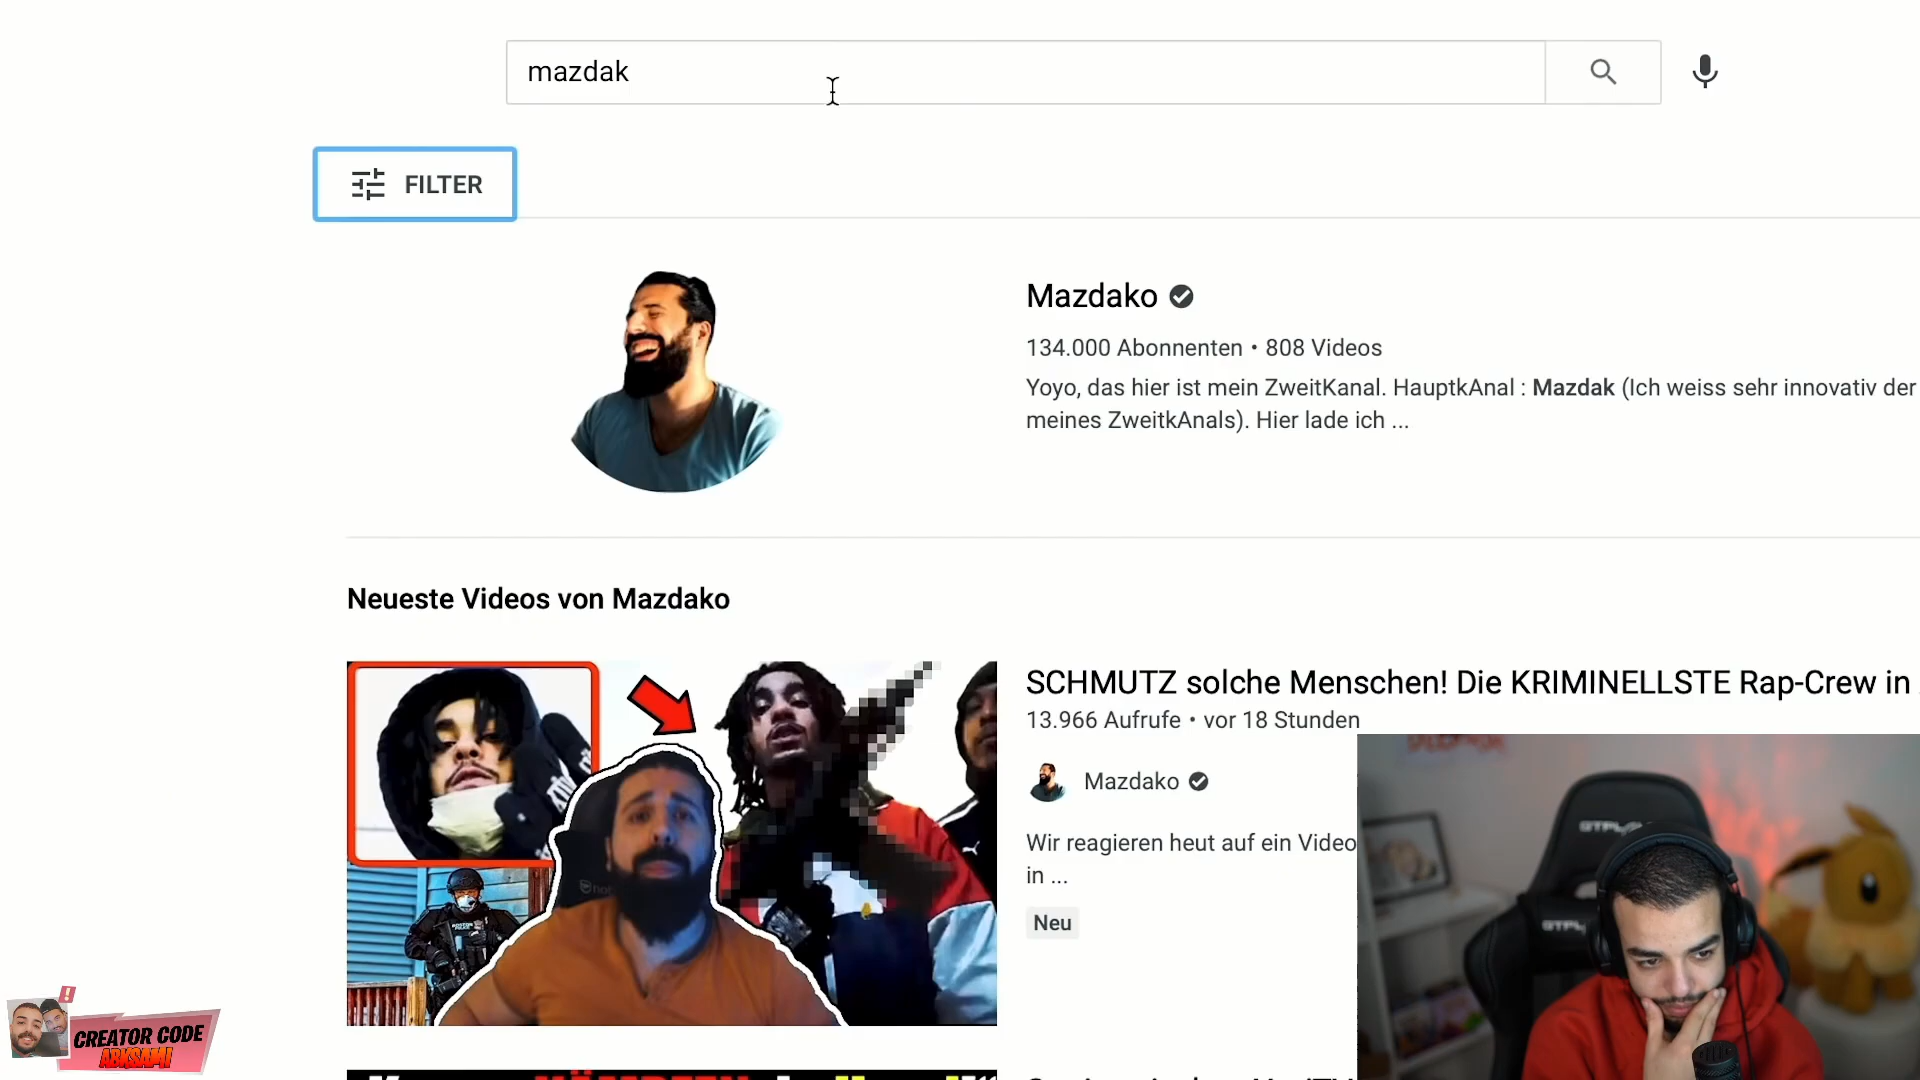 mazdak
FILTER
Mazdako
134.000 Abonnenten • 808 Videos
Yoyo, das hier ist mein ZweitKanal. HauptkAnal : Mazdak (Ich weiss sehr innovativ der
meines ZweitkAnals). Hier lade ich ...
Neueste Videos von Mazdako
SCHMUTZ solche Menschen! Die KRIMINELLSTE Rap-Crew in
13.966 Aufrufe • vor 18 Stunden
Mazdako
Wir reagieren heut auf ein Video
in ...
Neu
CREATOR CODE
ABKSAMI